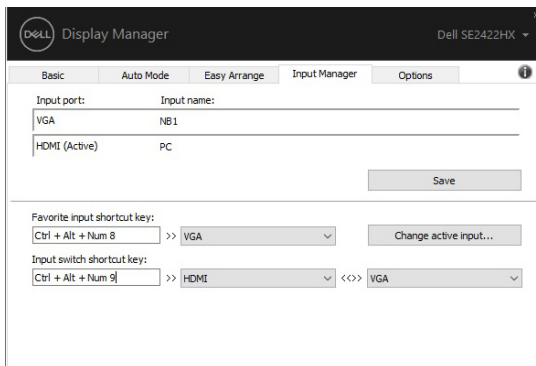 DELL Display Manager Dell SE2422HX
Basic Auto Mode Easy Arrange Input Manager Options
Input port: Input name:
VGA NB1
HDMI (Active) PC
Save
Favorite input shortcut key:
Ctrl + Alt + Num 8 >> VGA Change active input...
Input switch shortcut key:
Ctrl + Alt + Num 9 >> HDMI <<>> VGA